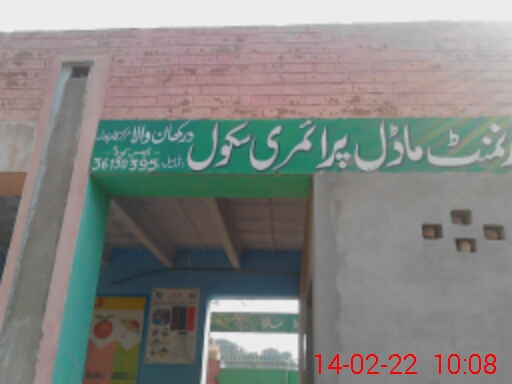 رنمنٹ ماڈل پرائمری سکول
درکھان والا
36130395
14-02-22 10:08